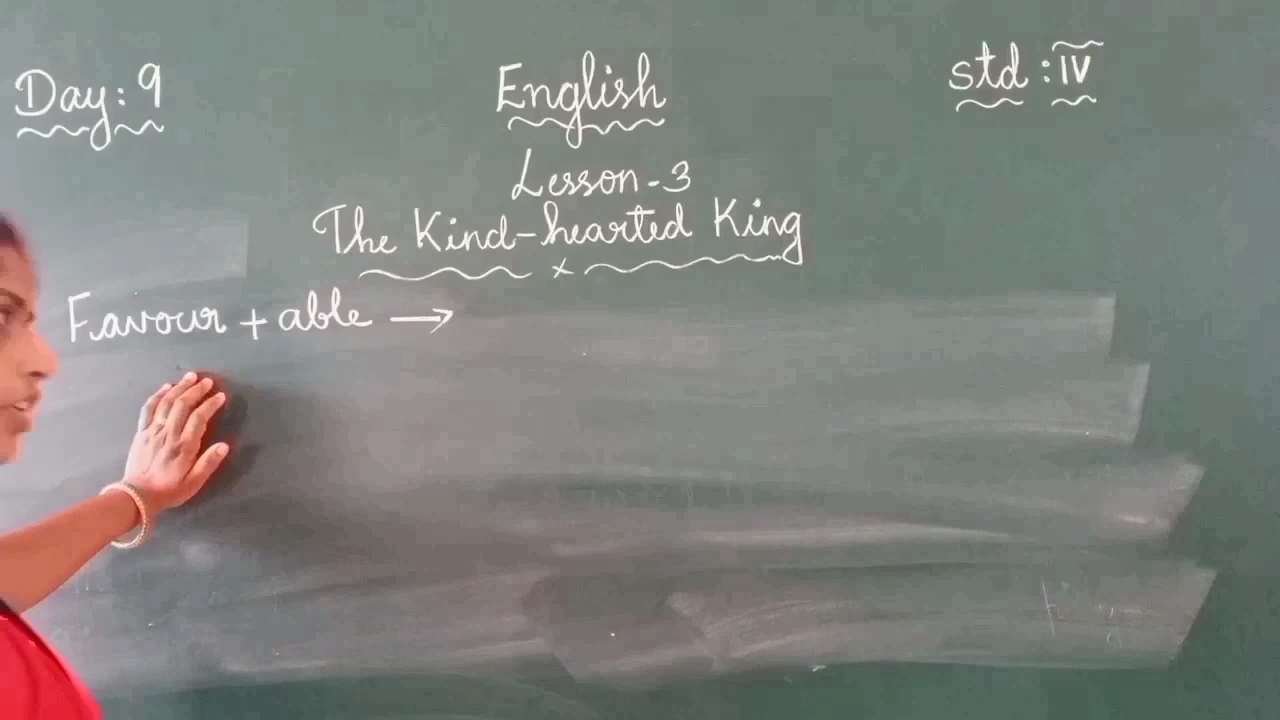 Day: 9
English
std: IV
Lesson-3
The Kind-hearted King
Favour + able →